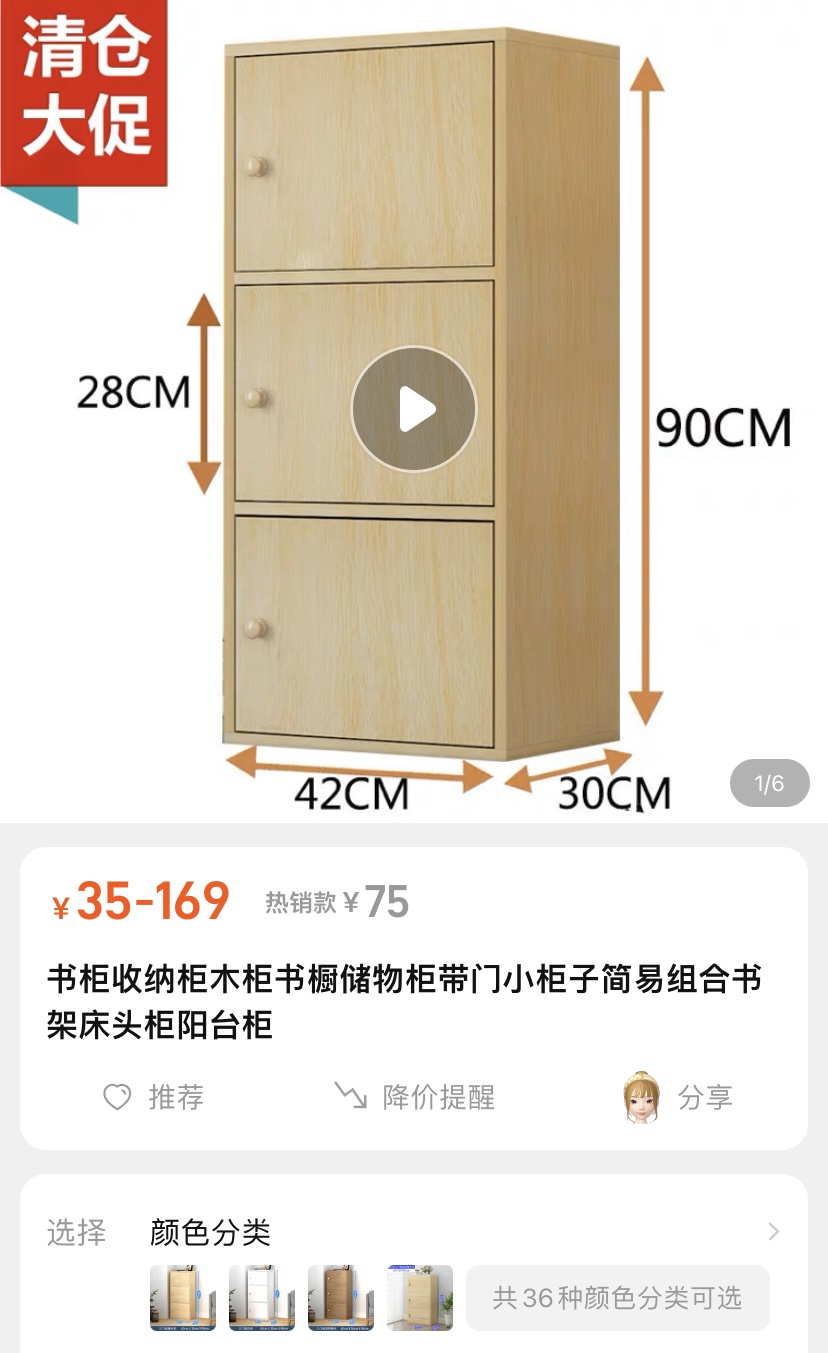 清仓
大促
28CM
90CM
42CM
30CM
1/6
¥35-169 热销款¥75
书柜收纳柜木柜书橱储物柜带门小柜子简易组合书
架床头柜阳台柜
推荐 降价提醒 分享
选择 颜色分类
共36种颜色分类可选